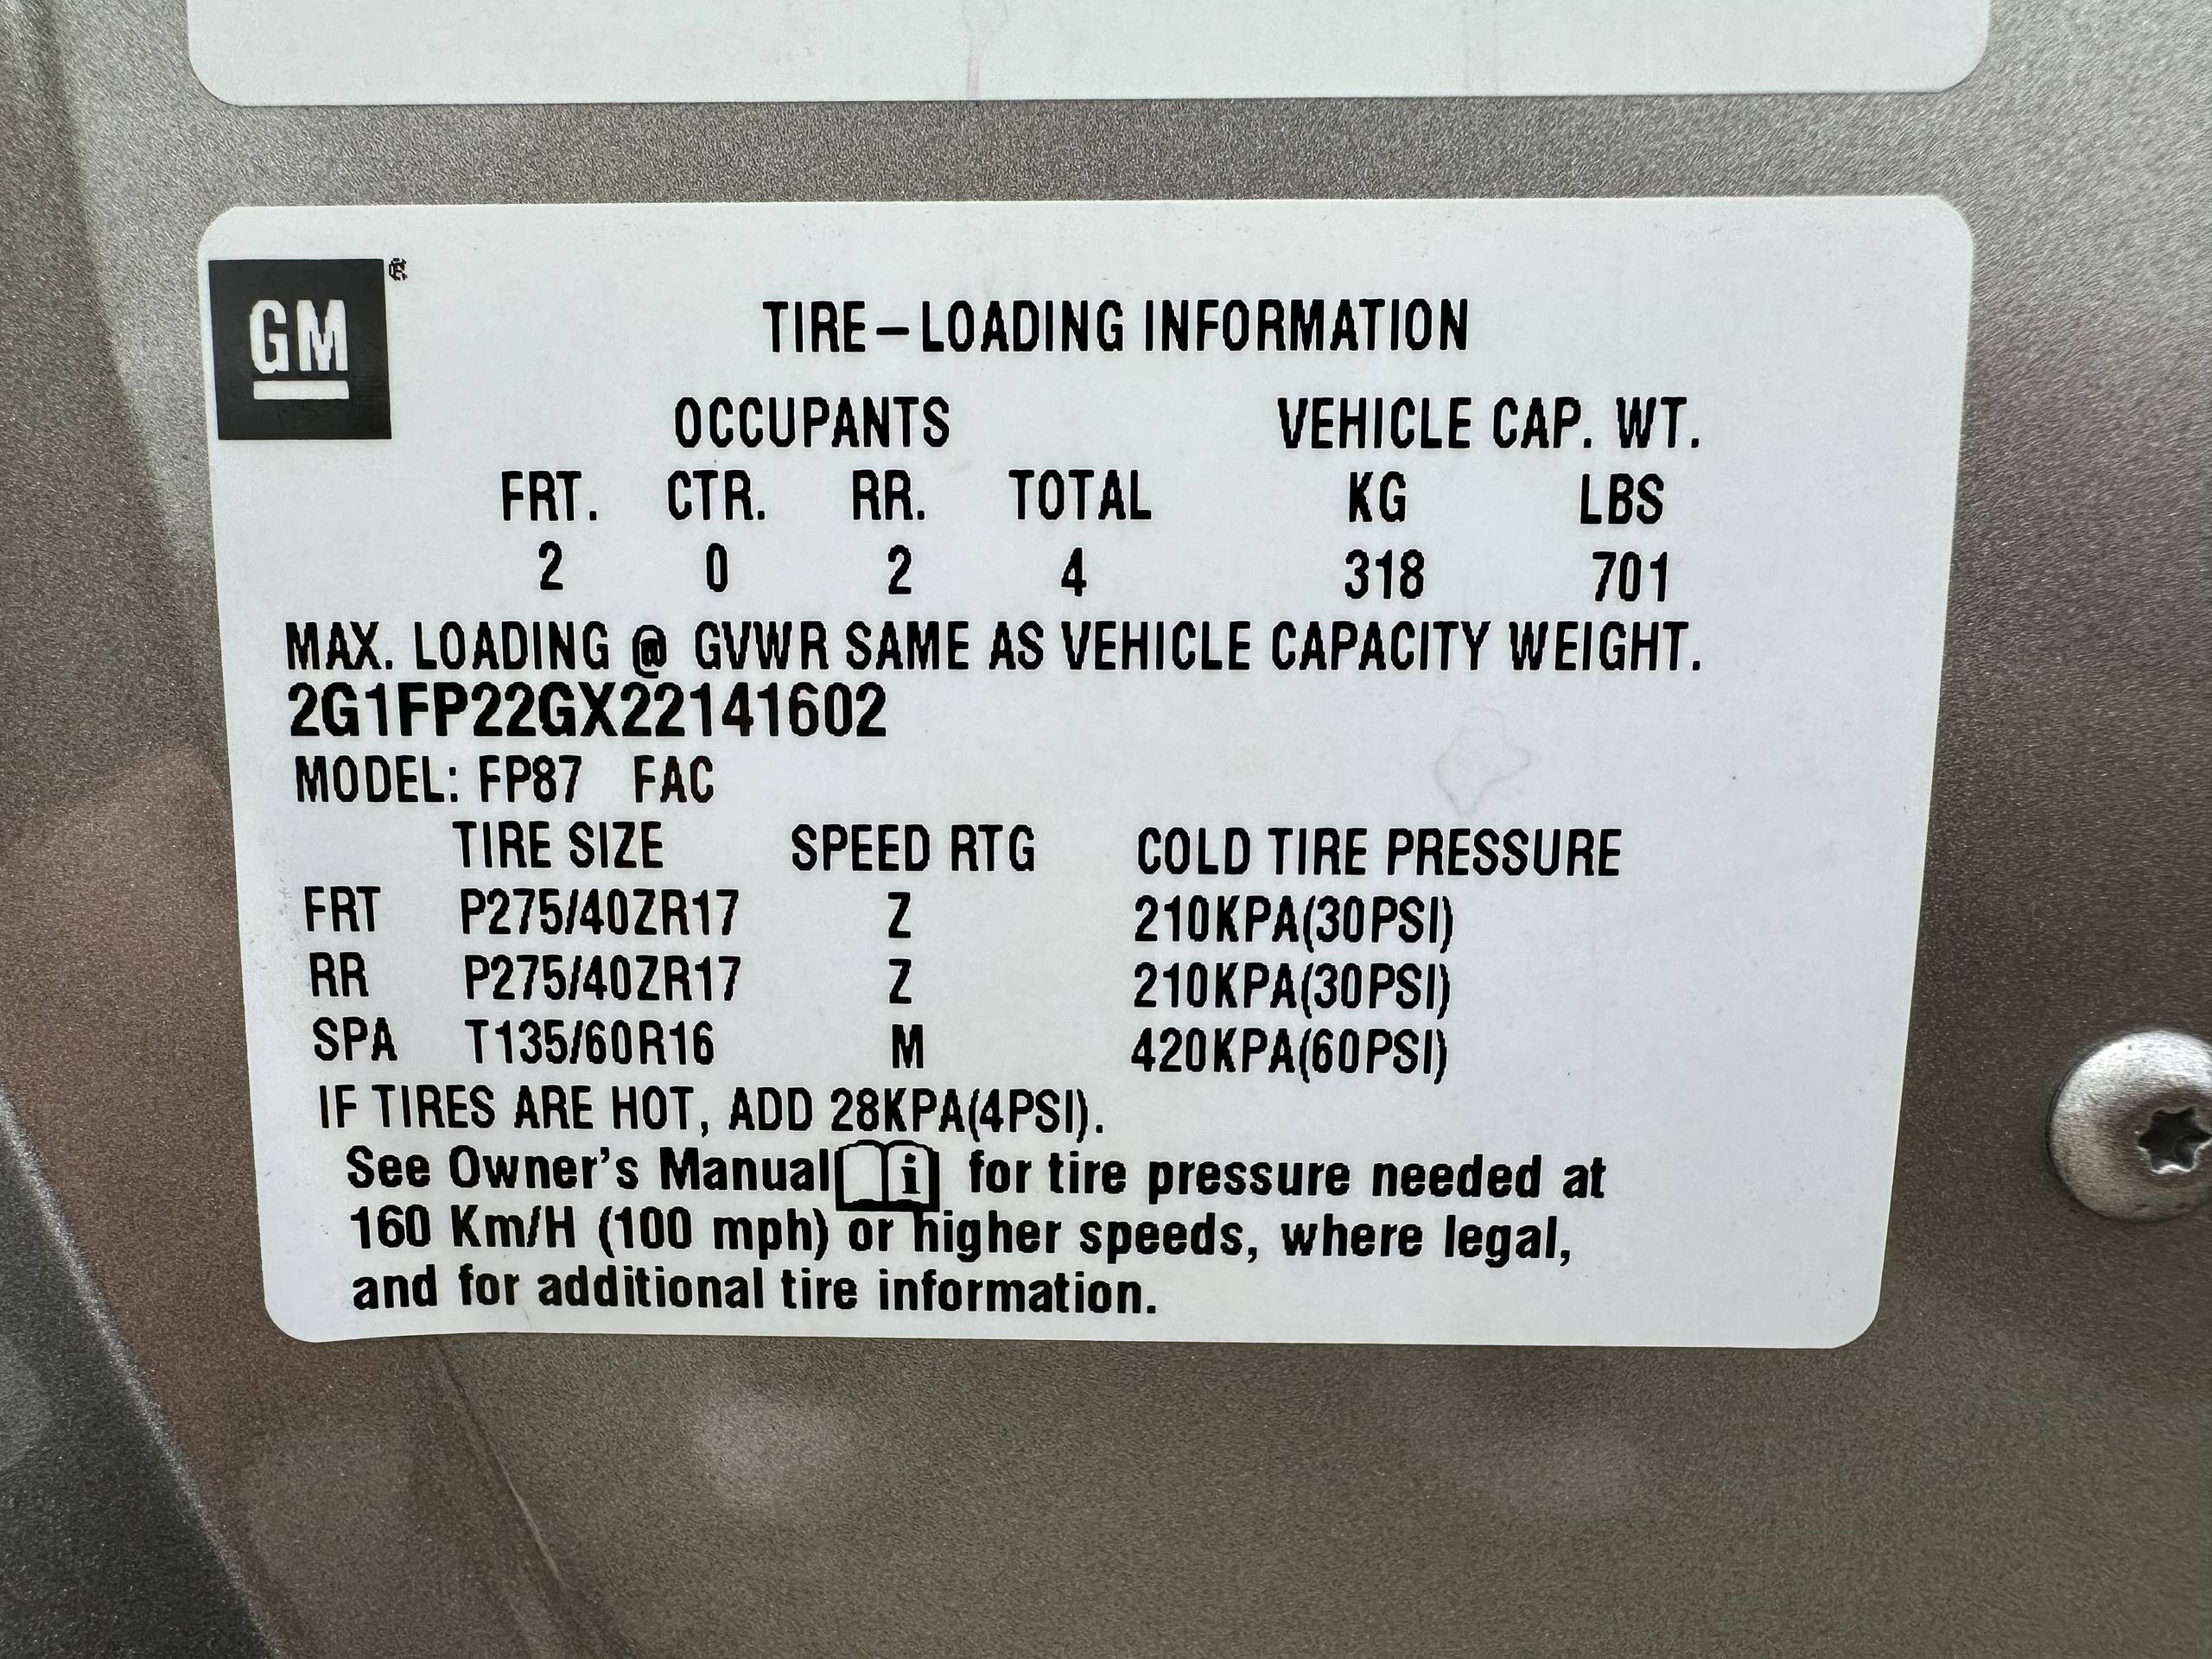 GM®
TIRE–LOADING INFORMATION
OCCUPANTS VEHICLE CAP. WT.
FRT. CTR. RR. TOTAL KG LBS
2 0 2 4 318 701
MAX. LOADING @ GVWR SAME AS VEHICLE CAPACITY WEIGHT.
2G1FP22GX22141602
MODEL: FP87 FAC
TIRE SIZE SPEED RTG COLD TIRE PRESSURE
FRT P275/40ZR17 Z 210KPA(30PSI)
RR P275/40ZR17 Z 210KPA(30PSI)
SPA T135/60R16 M 420KPA(60PSI)
IF TIRES ARE HOT, ADD 28KPA(4PSI).
See Owner's Manual i for tire pressure needed at
160 Km/H (100 mph) or higher speeds, where legal,
and for additional tire information.